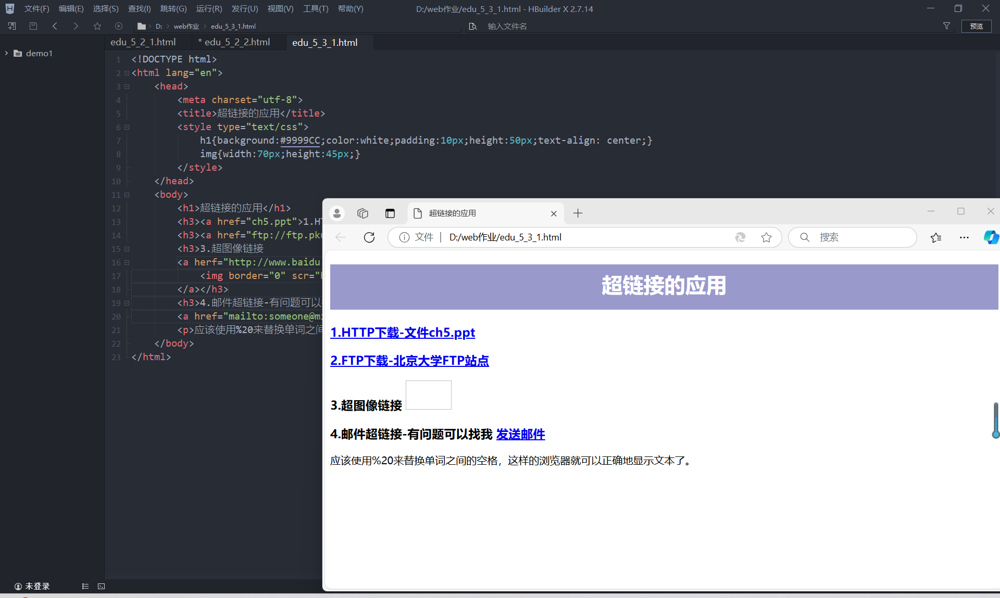 文件(F) 编辑(E) 选择(S) 查找(I) 跳转(G) 运行(R) 发行(U) 视图(V) 工具(T) 帮助(Y) D:/web作业/edu_5_3_1.html - HBuilder X 2.7.14
D: web作业 edu_5_3_1.html 输入文件名 预览
edu_5_2_1.html * edu_5_2_2.html edu_5_3_1.html
demo1
1 <!DOCTYPE html>
2 <html lang="en">
3 <head>
4 <meta charset="utf-8">
5 <title>超链接的应用</title>
6 <style type="text/css">
7 h1{background:#9999CC;color:white;padding:10px;height:50px;text-align: center;}
8 img{width:70px;height:45px;}
9 </style>
10 </head>
11 <body>
12 <h1>超链接的应用</h1>
13 <h3><a href="ch5.ppt">1.H
14 <h3><a href="ftp://ftp.pku
15 <h3>3.超图像链接
16 <a herf="http://www.baidu
17 <img border="0" scr="
18 </a></h3>
19 <h3>4.邮件超链接-有问题可以
20 <a href="mailto:someone@mi
21 <p>应该使用%20来替换单词之间
22 </body>
23 </html>
未登录
超链接的应用
文件 D:/web作业/edu_5_3_1.html 搜索
超链接的应用
1.HTTP下载-文件ch5.ppt
2.FTP下载-北京大学FTP站点
3.超图像链接
4.邮件超链接-有问题可以找我 发送邮件
应该使用%20来替换单词之间的空格，这样的浏览器就可以正确地显示文本了。